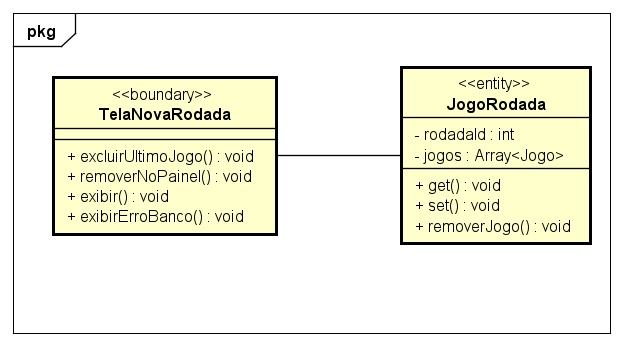 pkg
<<boundary>>
TelaNovaRodada
+ excluirUltimoJogo() : void
+ removerNoPainel() : void
+ exibir() : void
+ exibirErroBanco() : void
<<entity>>
JogoRodada
- rodadaId : int
- jogos : Array<Jogo>
+ get() : void
+ set() : void
+ removerJogo() : void